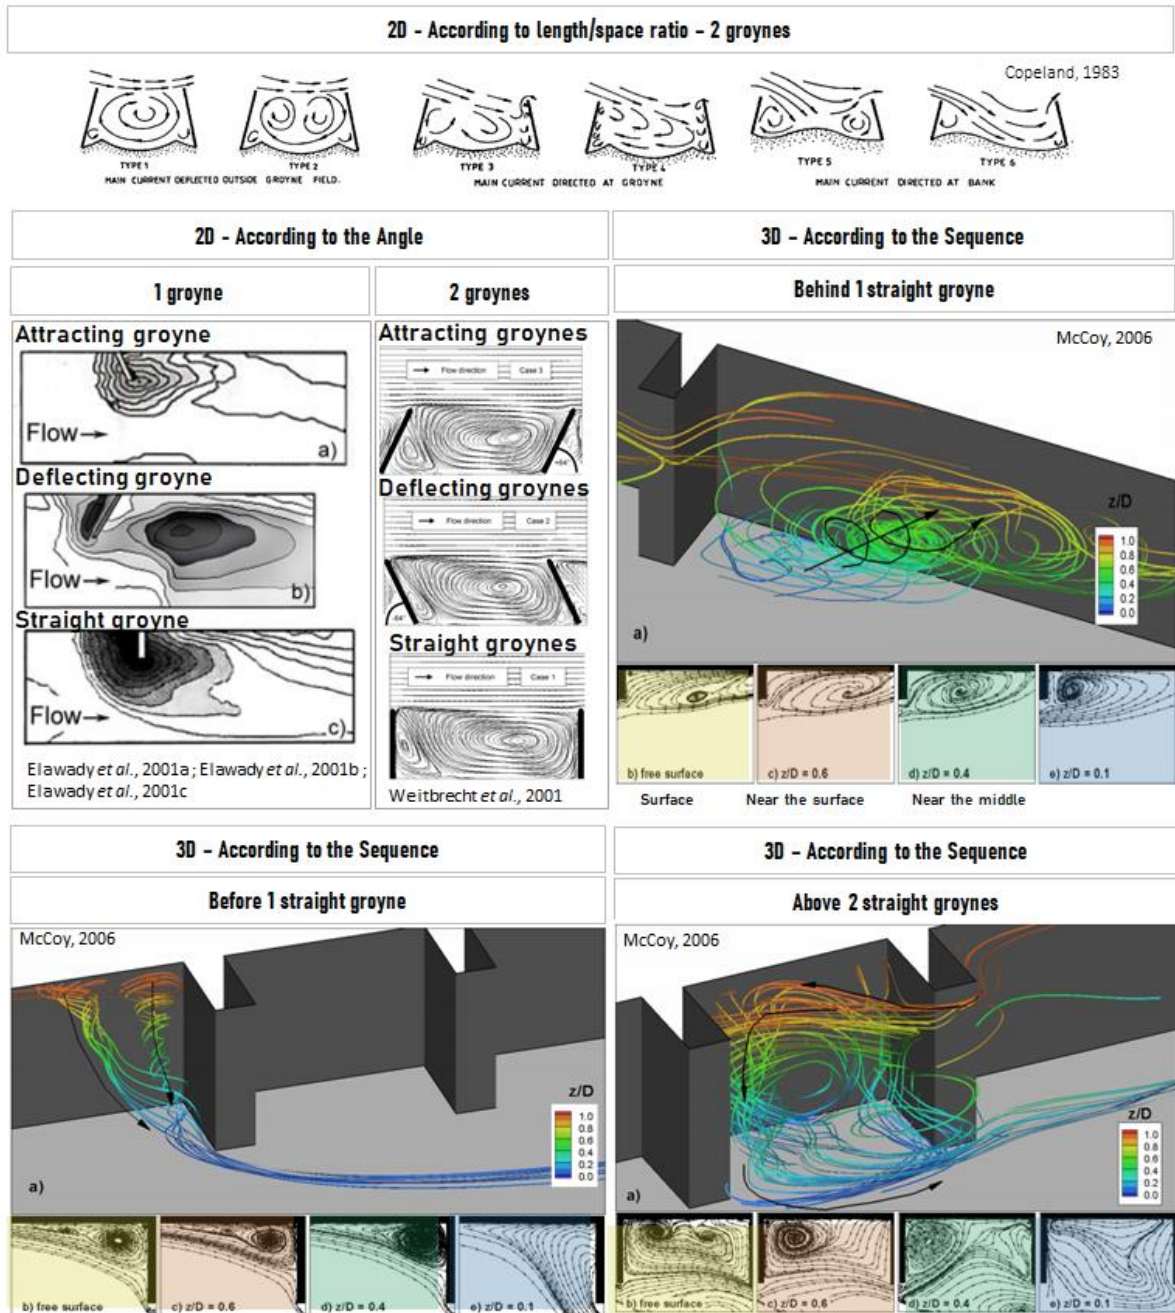 2D - According to length/space ratio - 2 groynes
Copeland, 1983
TYPE 1
TYPE 2
TYPE 3
TYPE 4
TYPE 5
TYPE 6
MAIN CURRENT DEFLECTED OUTSIDE GROYNE FIELD.
MAIN CURRENT DIRECTED AT GROYNE
MAIN CURRENT DIRECTED AT BANK
2D - According to the Angle
1 groyne
2 groynes
Attracting groyne
Flow→
a)
Deflecting groyne
Flow→
b)
Straight groyne
Flow→
c)
Elawady et al., 2001a ; Elawady et al., 2001b ;
Elawady et al., 2001c
Attracting groynes
Flow direction
Case 3
+64°
Deflecting groynes
Flow direction
Case 2
-64°
Straight groynes
Flow direction
Case 1
Weitbrecht et al., 2001
3D - According to the Sequence
Behind 1 straight groyne
McCoy, 2006
z/D
1.0
0.8
0.6
0.4
0.2
0.0
a)
b) free surface
c) z/D = 0.6
d) z/D = 0.4
e) z/D = 0.1
Surface
Near the surface
Near the middle
3D - According to the Sequence
Before 1 straight groyne
McCoy, 2006
z/D
1.0
0.8
0.6
0.4
0.2
0.0
a)
b) free surface
c) z/D = 0.6
d) z/D = 0.4
e) z/D = 0.1
3D - According to the Sequence
Above 2 straight groynes
McCoy, 2006
z/D
1.0
0.8
0.6
0.4
0.2
0.0
a)
b) free surface
c) z/D = 0.6
d) z/D = 0.4
e) z/D = 0.1